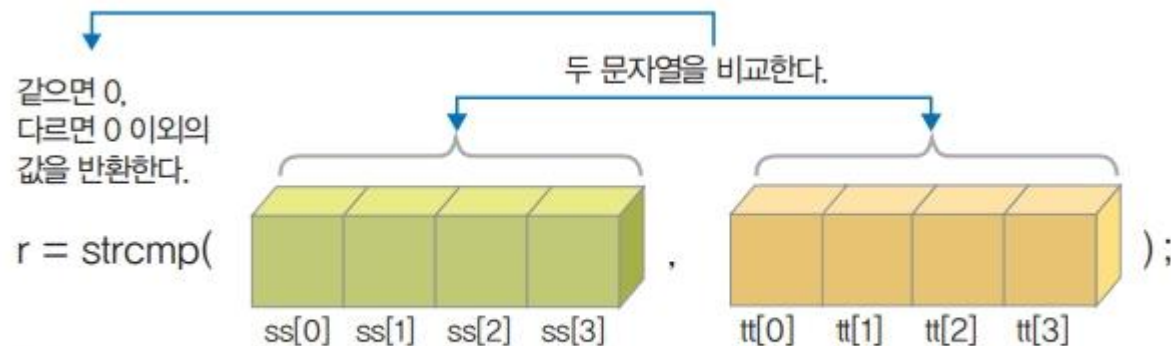 두 문자열을 비교한다.
같으면 0,
다르면 0 이외의
값을 반환한다.
r = strcmp( , ) ;
ss[0] ss[1] ss[2] ss[3] tt[0] tt[1] tt[2] tt[3]